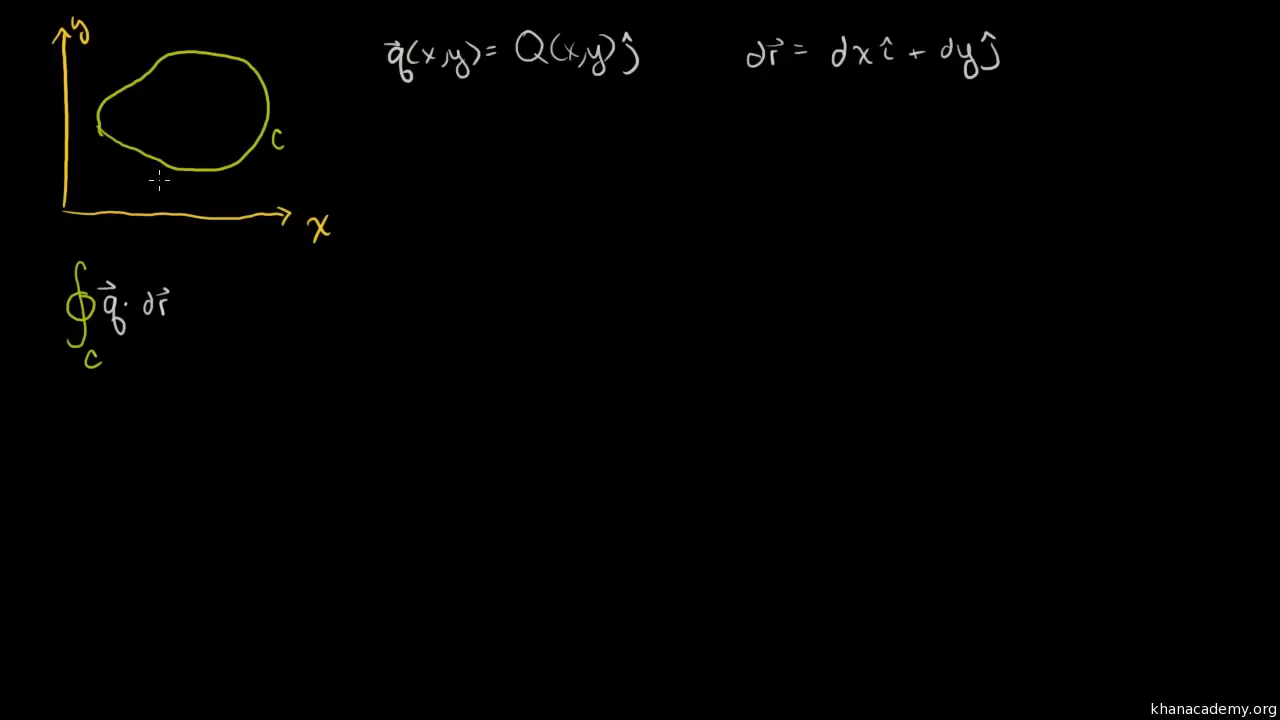 y
q⃗(x,y) = Q(x,y) ĵ
dr⃗ = dx î + dy ĵ
C
x
∮ q⃗ · dr⃗
C
khanacademy.org